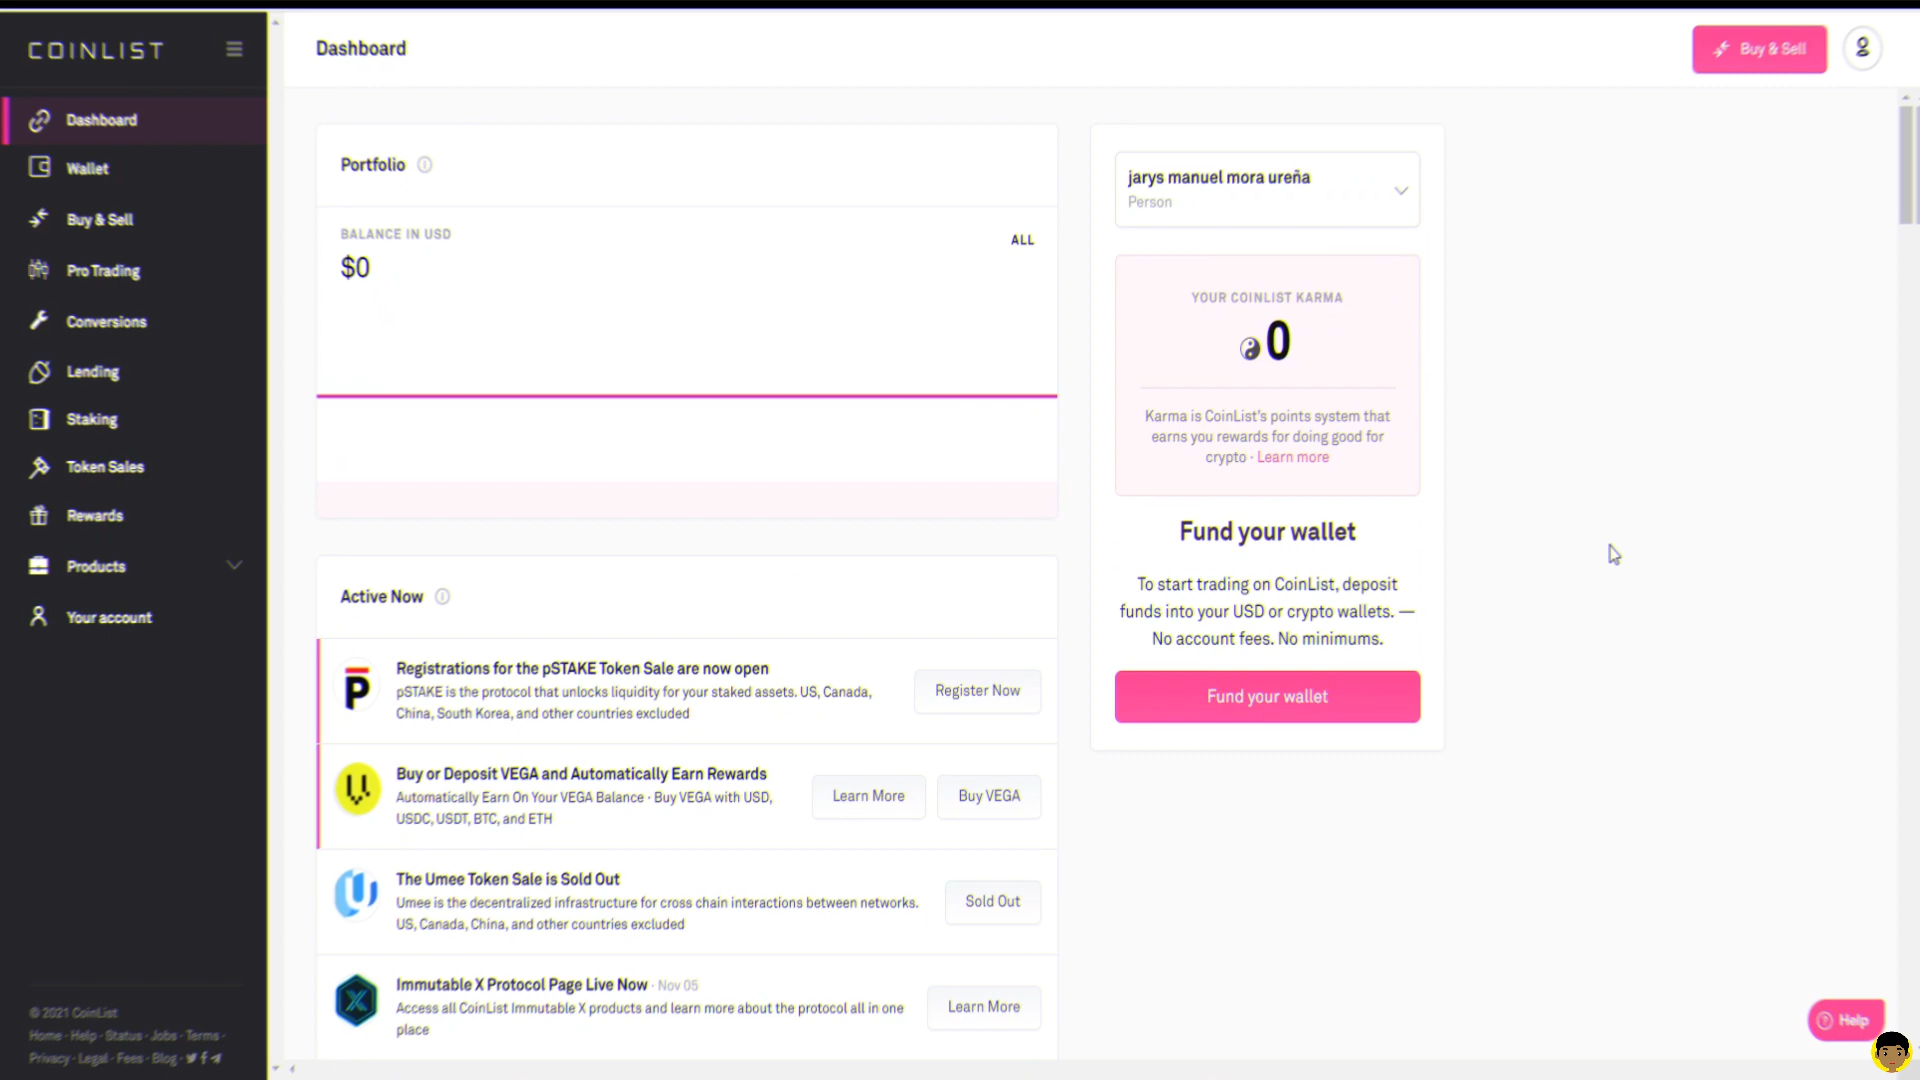 COINLIST
Dashboard
Wallet
Buy & Sell
Pro Trading
Conversions
Lending
Staking
Token Sales
Rewards
Products
Your account
© 2021 CoinList
Home · Help · Status · Jobs · Terms ·
Privacy · Legal · Fees · Blog ·
Dashboard
Buy & Sell
Portfolio
BALANCE IN USD
ALL
$0
Active Now
Registrations for the pSTAKE Token Sale are now open
pSTAKE is the protocol that unlocks liquidity for your staked assets. US, Canada,
China, South Korea, and other countries excluded
Register Now
Buy or Deposit VEGA and Automatically Earn Rewards
Automatically Earn On Your VEGA Balance · Buy VEGA with USD,
USDC, USDT, BTC, and ETH
Learn More
Buy VEGA
The Umee Token Sale is Sold Out
Umee is the decentralized infrastructure for cross chain interactions between networks.
US, Canada, China, and other countries excluded
Sold Out
Immutable X Protocol Page Live Now · Nov 05
Access all CoinList Immutable X products and learn more about the protocol all in one
place
Learn More
jarys manuel mora ureña
Person
YOUR COINLIST KARMA
0
Karma is CoinList's points system that
earns you rewards for doing good for
crypto · Learn more
Fund your wallet
To start trading on CoinList, deposit
funds into your USD or crypto wallets. —
No account fees. No minimums.
Fund your wallet
Help